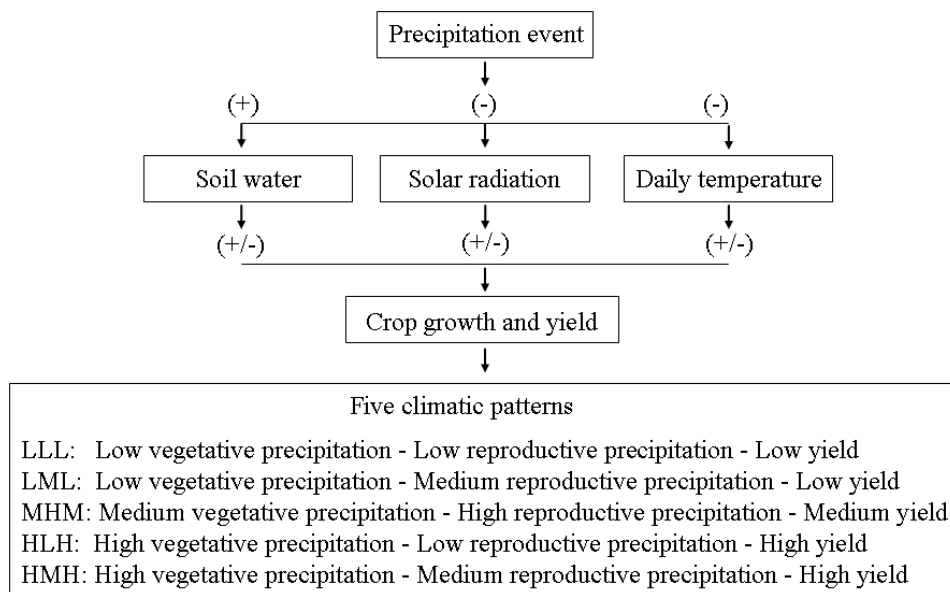 Precipitation event
(+) (-) (-)
Soil water Solar radiation Daily temperature
(+/-) (+/-) (+/-)
Crop growth and yield
Five climatic patterns
LLL: Low vegetative precipitation - Low reproductive precipitation - Low yield
LML: Low vegetative precipitation - Medium reproductive precipitation - Low yield
MHM: Medium vegetative precipitation - High reproductive precipitation - Medium yield
HLH: High vegetative precipitation - Low reproductive precipitation - High yield
HMH: High vegetative precipitation - Medium reproductive precipitation - High yield